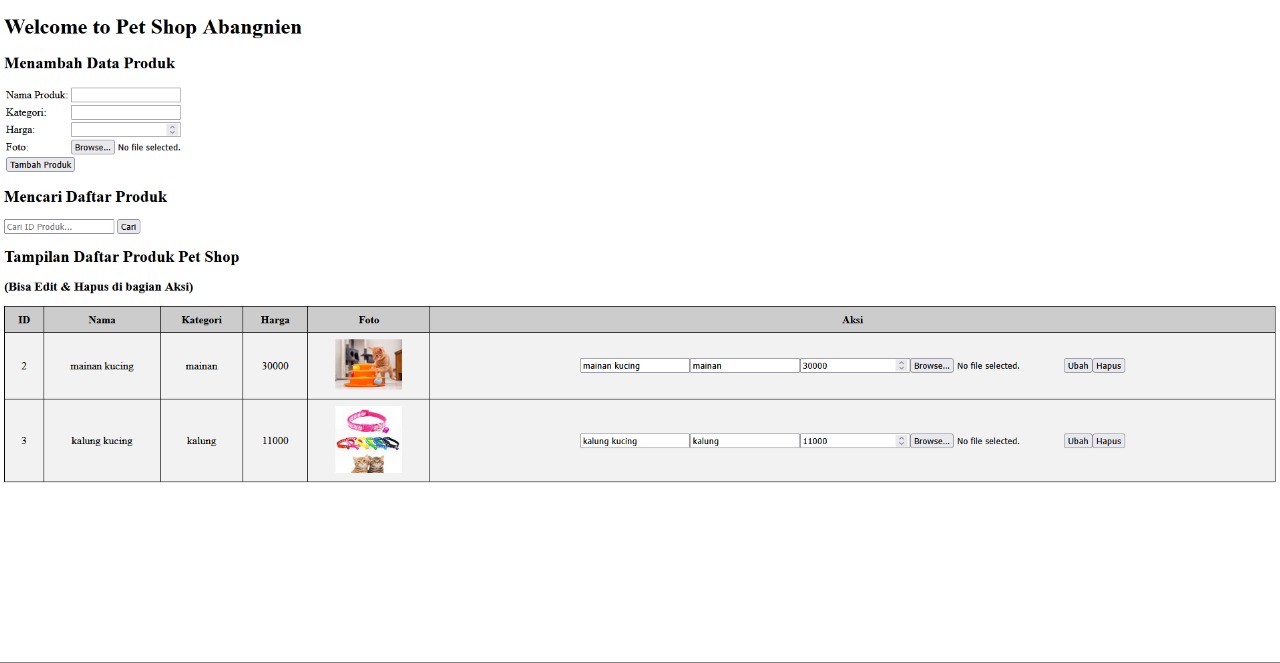 Welcome to Pet Shop Abangnien
Menambah Data Produk
Nama Produk:
Kategori:
Harga:
Foto: Browse... No file selected.
Tambah Produk
Mencari Daftar Produk
Cari ID Produk... Cari
Tampilan Daftar Produk Pet Shop
(Bisa Edit & Hapus di bagian Aksi)
ID Nama Kategori Harga Foto Aksi
2 mainan kucing mainan 30000 mainan kucing mainan 30000 Browse... No file selected. Ubah Hapus
3 kalung kucing kalung 11000 kalung kucing kalung 11000 Browse... No file selected. Ubah Hapus